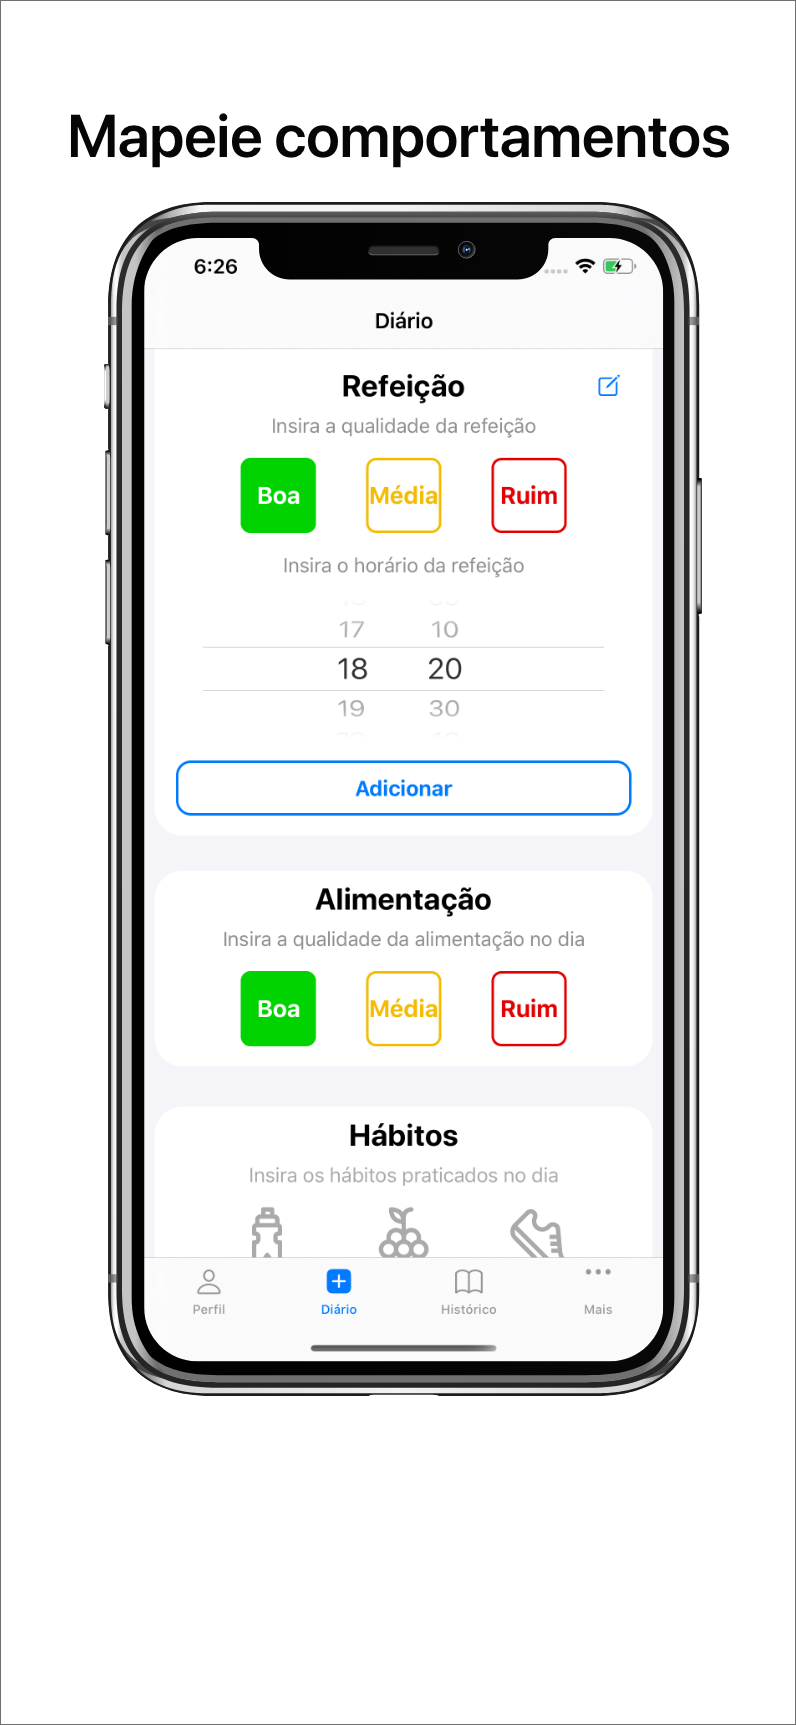 Mapeie comportamentos
6:26
Diário
Refeição
Insira a qualidade da refeição
Boa Média Ruim
Insira o horário da refeição
17 10
18 20
19 30
Adicionar
Alimentação
Insira a qualidade da alimentação no dia
Boa Média Ruim
Hábitos
Insira os hábitos praticados no dia
Perfil Diário Histórico Mais